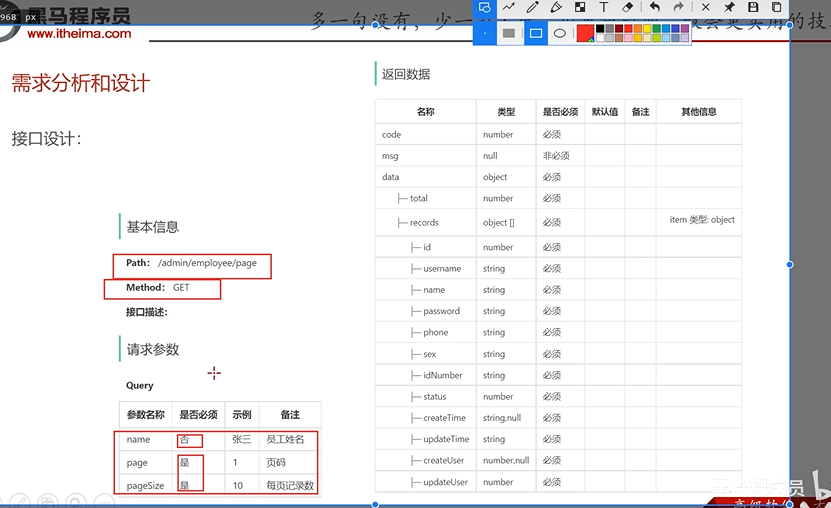 968 px
黑马程序员
www.itheima.com
多一句没有，少一
会更实用的技
需求分析和设计
接口设计：
基本信息
Path： /admin/employee/page
Method： GET
接口描述：
请求参数
Query
参数名称 是否必须 示例 备注
name 否 张三 员工姓名
page 是 1 页码
pageSize 是 10 每页记录数
返回数据
名称 类型 是否必须 默认值 备注 其他信息
code number 必须
msg null 非必须
data object 必须
├─ total number 必须
├─ records object [] 必须 item 类型: object
├─ id number 必须
├─ username string 必须
├─ name string 必须
├─ password string 必须
├─ phone string 必须
├─ sex string 必须
├─ idNumber string 必须
├─ status number 必须
├─ createTime string,null 必须
├─ updateTime string 必须
├─ createUser number,null 必须
├─ updateUser number 必须